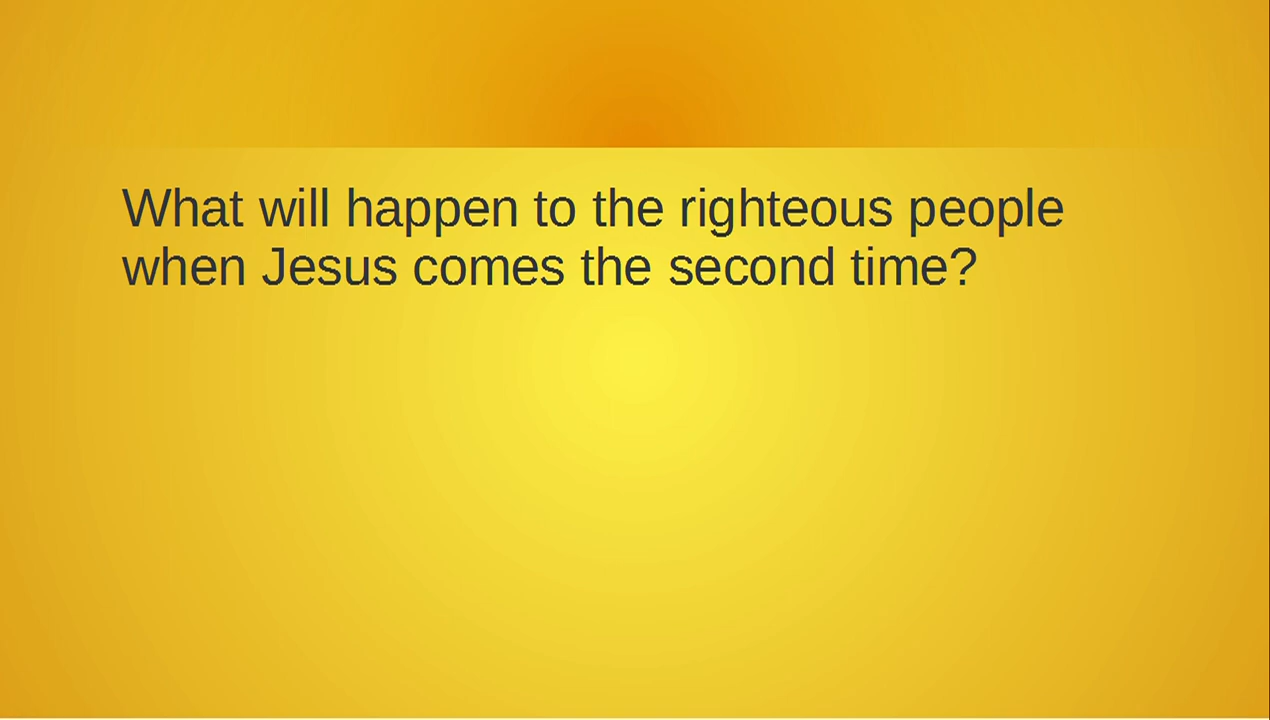 What will happen to the righteous people
when Jesus comes the second time?